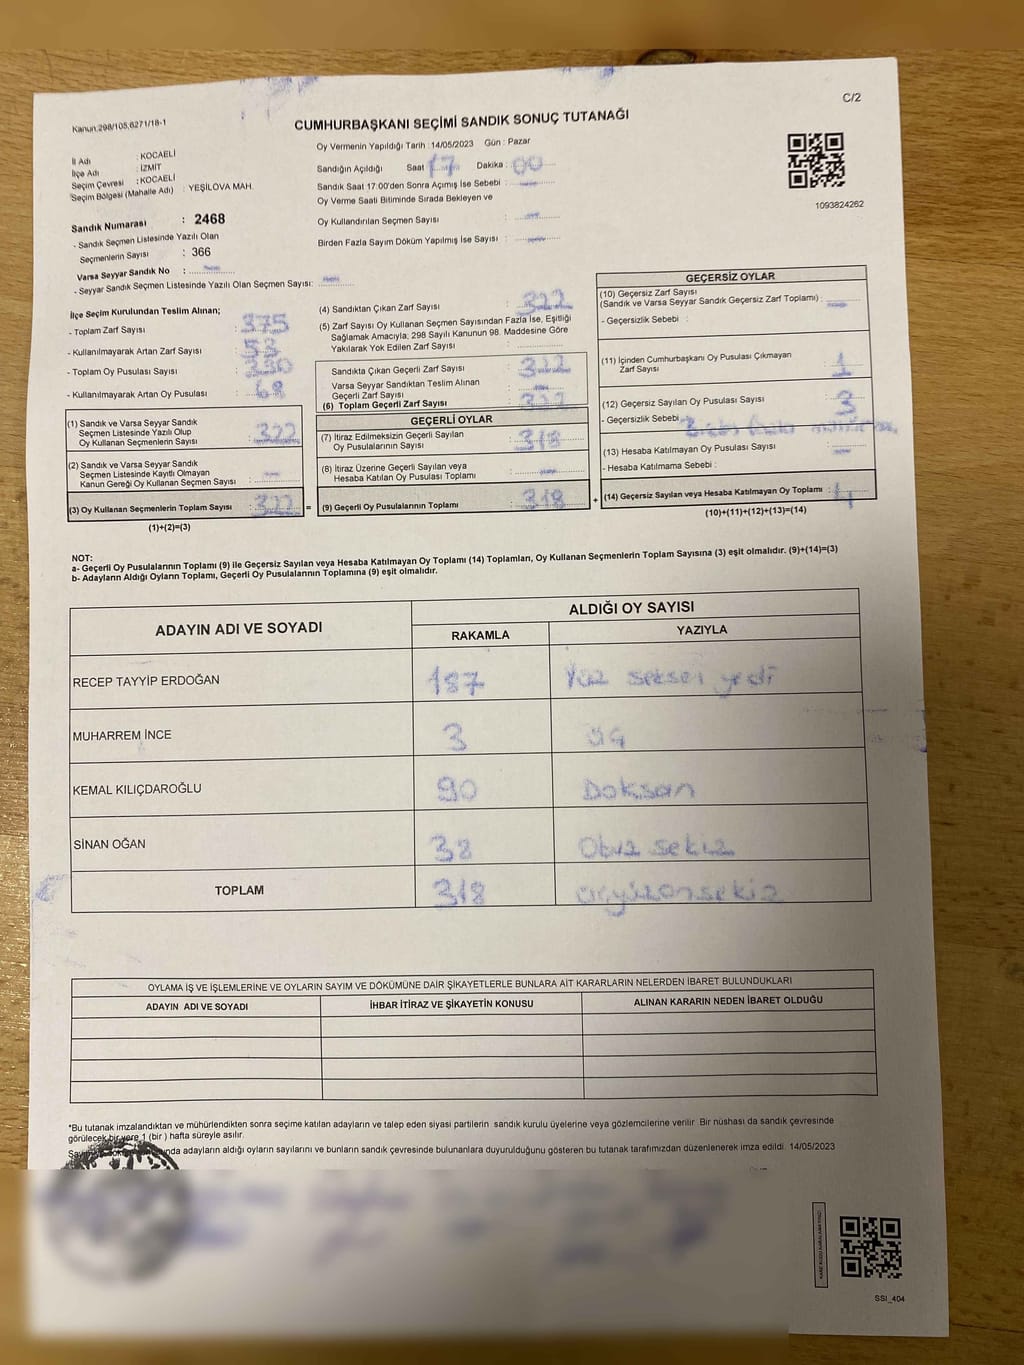 Kanun:298/105,6271/18-1
C/2
CUMHURBAŞKANI SEÇİMİ SANDIK SONUÇ TUTANAĞI
İl Adı : KOCAELİ
İlçe Adı : İZMİT
Seçim Çevresi : KOCAELİ
Seçim Bölgesi (Mahalle Adı) : YEŞİLOVA MAH.
Sandık Numarası : 2468
- Sandık Seçmen Listesinde Yazılı Olan
Seçmenlerin Sayısı : 366
Varsa Seyyar Sandık No :
- Seyyar Sandık Seçmen Listesinde Yazılı Olan Seçmen Sayısı:
Oy Vermenin Yapıldığı Tarih :14/05/2023 Gün : Pazar
Sandığın Açıldığı Saat 17 Dakika : 00
Sandık Saat 17:00'den Sonra Açımış İse Sebebi :
Oy Verme Saati Bitiminde Sırada Bekleyen ve
Oy Kullandırılan Seçmen Sayısı :
Birden Fazla Sayım Döküm Yapılmış İse Sayısı :
1093824262
İlçe Seçim Kurulundan Teslim Alınan;
- Toplam Zarf Sayısı : 375
- Kullanılmayarak Artan Zarf Sayısı : 53
- Toplam Oy Pusulası Sayısı :
- Kullanılmayarak Artan Oy Pusulası : 68
(1) Sandık ve Varsa Seyyar Sandık
Seçmen Listesinde Yazılı Olup
Oy Kullanan Seçmenlerin Sayısı : 322
(2) Sandık ve Varsa Seyyar Sandık
Seçmen Listesinde Kayıtlı Olmayan
Kanun Gereği Oy Kullanan Seçmen Sayısı :
(3) Oy Kullanan Seçmenlerin Toplam Sayısı : 322 =
(1)+(2)=(3)
(4) Sandıktan Çıkan Zarf Sayısı : 322
(5) Zarf Sayısı Oy Kullanan Seçmen Sayısından Fazla İse, Eşitliği
Sağlamak Amacıyla, 298 Sayılı Kanunun 98. Maddesine Göre
Yakılarak Yok Edilen Zarf Sayısı :
Sandıkta Çıkan Geçerli Zarf Sayısı : 322
Varsa Seyyar Sandıktan Teslim Alınan
Geçerli Zarf Sayısı :
(6) Toplam Geçerli Zarf Sayısı : 322
GEÇERLİ OYLAR
(7) İtiraz Edilmeksizin Geçerli Sayılan
Oy Pusulalarının Sayısı : 318
(8) İtiraz Üzerine Geçerli Sayılan veya
Hesaba Katılan Oy Pusulası Toplamı :
(9) Geçerli Oy Pusulalarının Toplamı : 318 +
GEÇERSİZ OYLAR
(10) Geçersiz Zarf Sayısı
(Sandık ve Varsa Seyyar Sandık Geçersiz Zarf Toplamı) :
- Geçersizlik Sebebi :
(11) İçinden Cumhurbaşkanı Oy Pusulası Çıkmayan
Zarf Sayısı : 1
(12) Geçersiz Sayılan Oy Pusulası Sayısı : 3
- Geçersizlik Sebebi :
(13) Hesaba Katılmayan Oy Pusulası Sayısı :
- Hesaba Katılmama Sebebi :
(14) Geçersiz Sayılan veya Hesaba Katılmayan Oy Toplamı : 4
(10)+(11)+(12)+(13)=(14)
NOT:
a- Geçerli Oy Pusulalarının Toplamı (9) ile Geçersiz Sayılan veya Hesaba Katılmayan Oy Toplamı (14) Toplamları, Oy Kullanan Seçmenlerin Toplam Sayısına (3) eşit olmalıdır. (9)+(14)=(3)
b- Adayların Aldığı Oyların Toplamı, Geçerli Oy Pusulalarının Toplamına (9) eşit olmalıdır.
ADAYIN ADI VE SOYADI
ALDIĞI OY SAYISI
RAKAMLA YAZIYLA
RECEP TAYYİP ERDOĞAN 187 Yüz seksen yedi
MUHARREM İNCE 3 üç
KEMAL KILIÇDAROĞLU 90 Doksan
SİNAN OĞAN 38 Otuz sekiz
TOPLAM 318 üçyüzonsekiz
OYLAMA İŞ VE İŞLEMLERİNE VE OYLARIN SAYIM VE DÖKÜMÜNE DAİR ŞİKAYETLERLE BUNLARA AİT KARARLARIN NELERDEN İBARET BULUNDUKLARI
ADAYIN ADI VE SOYADI İHBAR İTİRAZ VE ŞİKAYETİN KONUSU ALINAN KARARIN NEDEN İBARET OLDUĞU
*Bu tutanak imzalandıktan ve mühürlendikten sonra seçime katılan adayların ve talep eden siyasi partilerin sandık kurulu üyelerine veya gözlemcilerine verilir. Bir nüshası da sandık çevresinde
görülecek bir yere 1 (bir ) hafta süreyle asılır.
adayların aldığı oyların sayılarını ve bunların sandık çevresinde bulunanlara duyurulduğunu gösteren bu tutanak tarafımızdan düzenlenerek imza edildi. 14/05/2023
SSI_404